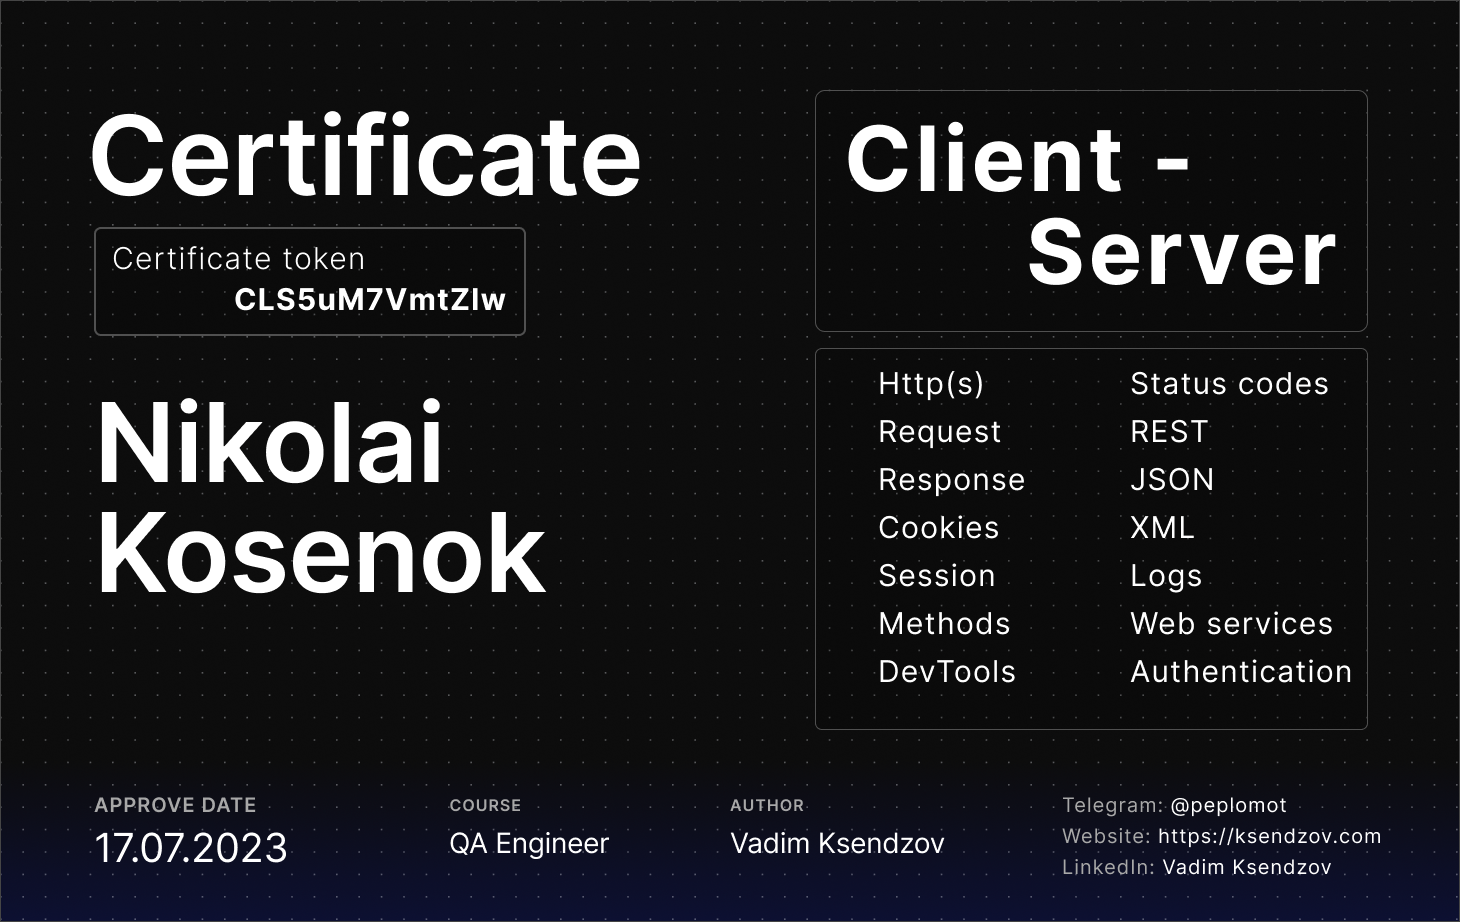 Certificate
Certificate token
CLS5uM7VmtZIw
Nikolai
Kosenok
Client -
Server
Http(s)
Request
Response
Cookies
Session
Methods
DevTools
Status codes
REST
JSON
XML
Logs
Web services
Authentication
APPROVE DATE
17.07.2023
COURSE
QA Engineer
AUTHOR
Vadim Ksendzov
Telegram: @peplomot
Website: https://ksendzov.com
LinkedIn: Vadim Ksendzov